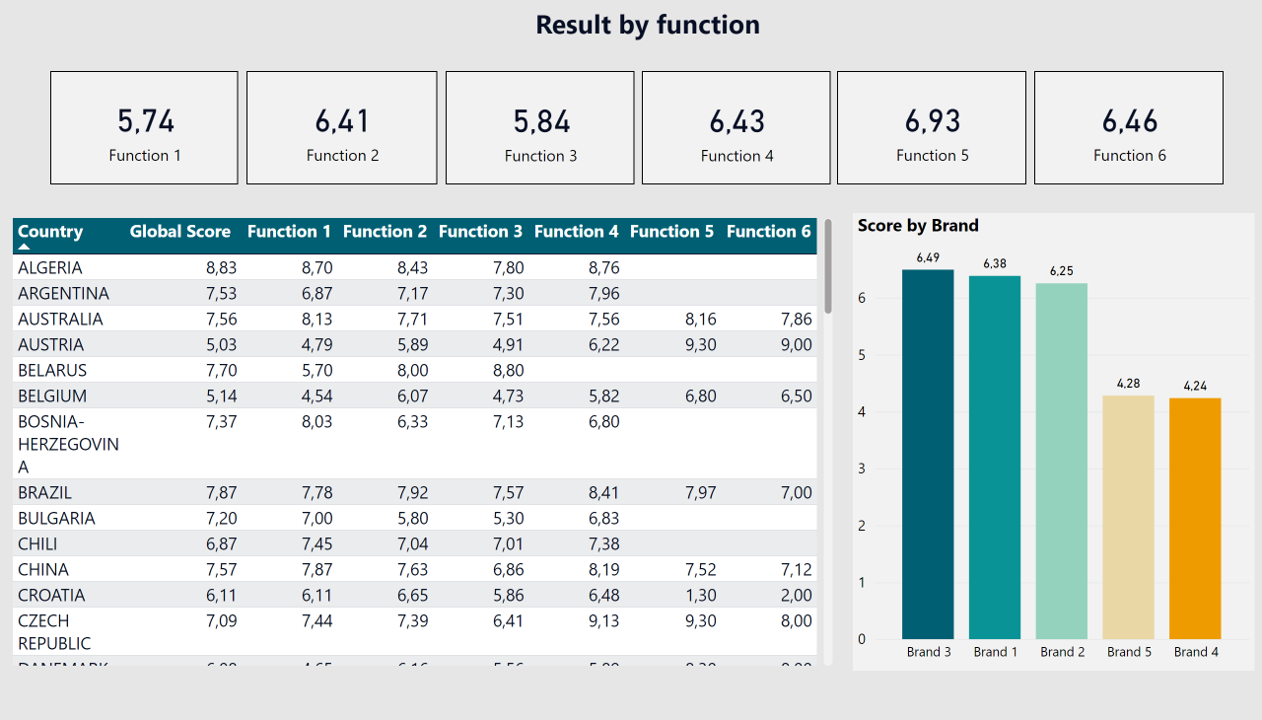 Result by function
5,74
Function 1
6,41
Function 2
5,84
Function 3
6,43
Function 4
6,93
Function 5
6,46
Function 6
Country Global Score Function 1 Function 2 Function 3 Function 4 Function 5 Function 6
ALGERIA 8,83 8,70 8,43 7,80 8,76
ARGENTINA 7,53 6,87 7,17 7,30 7,96
AUSTRALIA 7,56 8,13 7,71 7,51 7,56 8,16 7,86
AUSTRIA 5,03 4,79 5,89 4,91 6,22 9,30 9,00
BELARUS 7,70 5,70 8,00 8,80
BELGIUM 5,14 4,54 6,07 4,73 5,82 6,80 6,50
BOSNIA- 7,37 8,03 6,33 7,13 6,80
HERZEGOVIN
A
BRAZIL 7,87 7,78 7,92 7,57 8,41 7,97 7,00
BULGARIA 7,20 7,00 5,80 5,30 6,83
CHILI 6,87 7,45 7,04 7,01 7,38
CHINA 7,57 7,87 7,63 6,86 8,19 7,52 7,12
CROATIA 6,11 6,11 6,65 5,86 6,48 1,30 2,00
CZECH 7,09 7,44 7,39 6,41 9,13 9,30 8,00
REPUBLIC
DANEMARK
Score by Brand
6,49
6,38
6,25
4,28
4,24
6
5
4
3
2
1
0
Brand 3 Brand 1 Brand 2 Brand 5 Brand 4